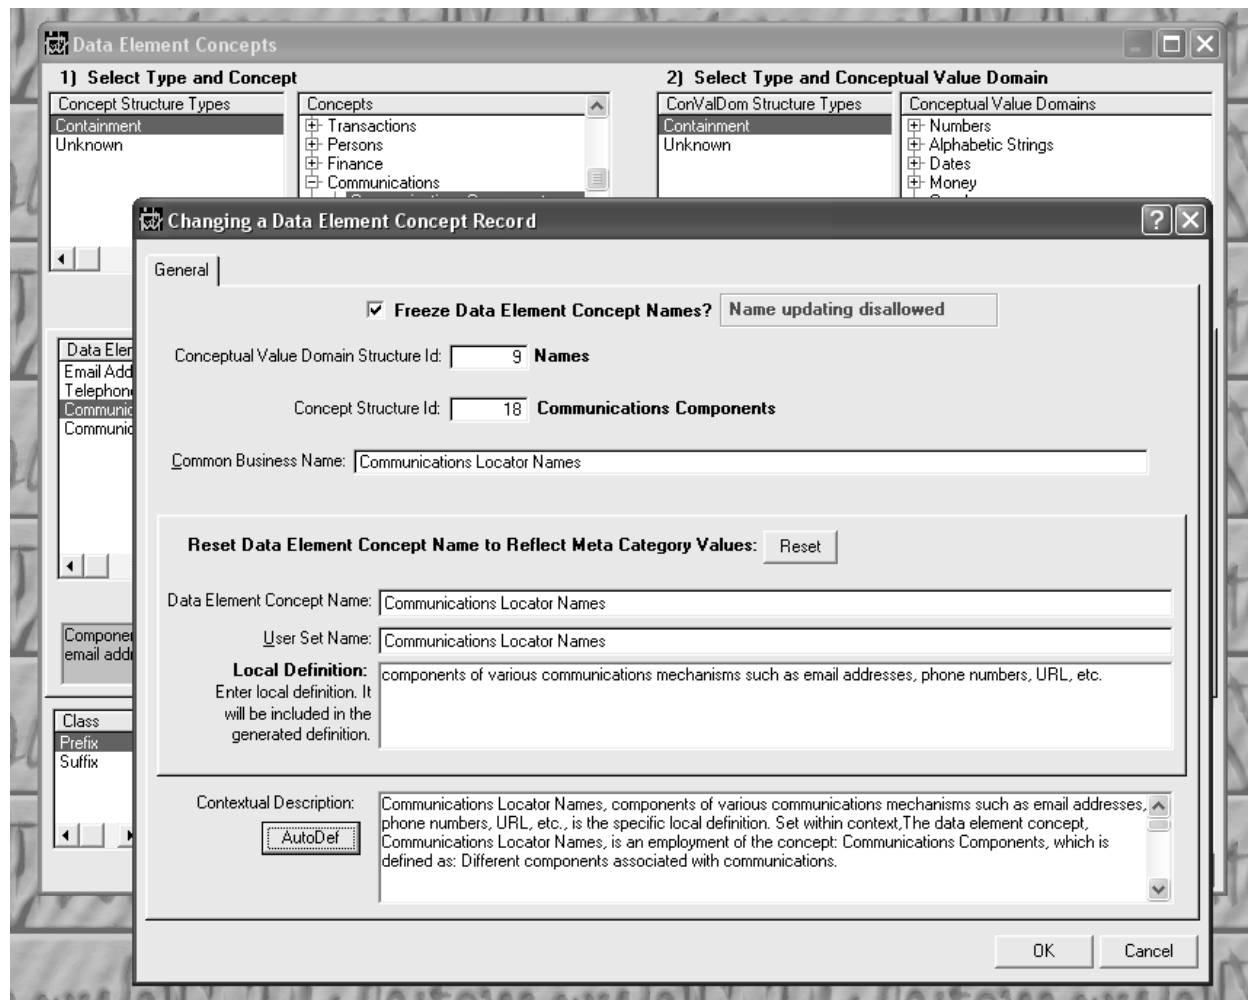 Data Element Concepts
1) Select Type and Concept
2) Select Type and Conceptual Value Domain
Concept Structure Types
Containment
Unknown
Concepts
Transactions
Persons
Finance
Communications
ConValDom Structure Types
Containment
Unknown
Conceptual Value Domains
Numbers
Alphabetic Strings
Dates
Money
Changing a Data Element Concept Record
General
Freeze Data Element Concept Names? Name updating disallowed
Conceptual Value Domain Structure Id: 9 Names
Concept Structure Id: 18 Communications Components
Common Business Name: Communications Locator Names
Reset Data Element Concept Name to Reflect Meta Category Values: Reset
Data Element Concept Name: Communications Locator Names
User Set Name: Communications Locator Names
Local Definition:
Enter local definition. It
will be included in the
generated definition.
components of various communications mechanisms such as email addresses, phone numbers, URL, etc.
Contextual Description:
AutoDef
Communications Locator Names, components of various communications mechanisms such as email addresses,
phone numbers, URL, etc., is the specific local definition. Set within context,The data element concept,
Communications Locator Names, is an employment of the concept: Communications Components, which is
defined as: Different components associated with communications.
OK
Cancel
Data Elem
Email Add
Telephon
Communic
Communic
Componen
email addr
Class
Prefix
Suffix